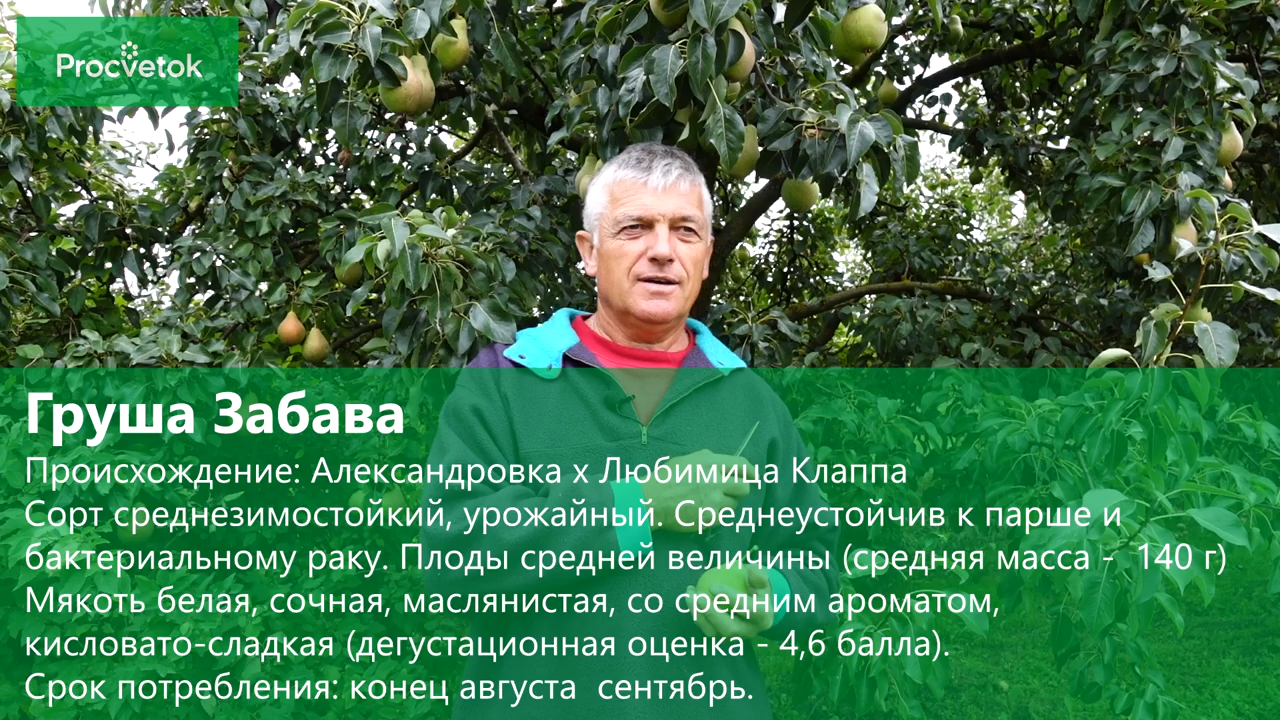 Procvetok
Груша Забава
Происхождение: Александровка х Любимица Клаппа
Сорт среднезимостойкий, урожайный. Среднеустойчив к парше и
бактериальному раку. Плоды средней величины (средняя масса -  140 г)
Мякоть белая, сочная, маслянистая, со средним ароматом,
кисловато-сладкая (дегустационная оценка - 4,6 балла).
Срок потребления: конец августа  сентябрь.